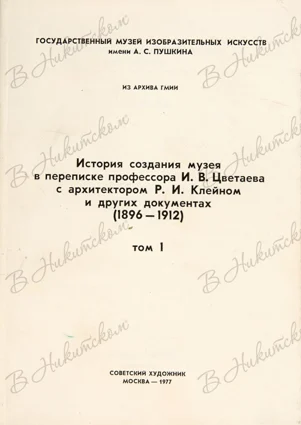 ГОСУДАРСТВЕННЫЙ МУЗЕЙ ИЗОБРАЗИТЕЛЬНЫХ ИСКУССТВ
имени А. С. ПУШКИНА
ИЗ АРХИВА ГМИИ
История создания музея
в переписке профессора И. В. Цветаева
с архитектором Р. И. Клейном
и других документах
(1896—1912)
том 1
СОВЕТСКИЙ ХУДОЖНИК
МОСКВА—1977
В Никитском